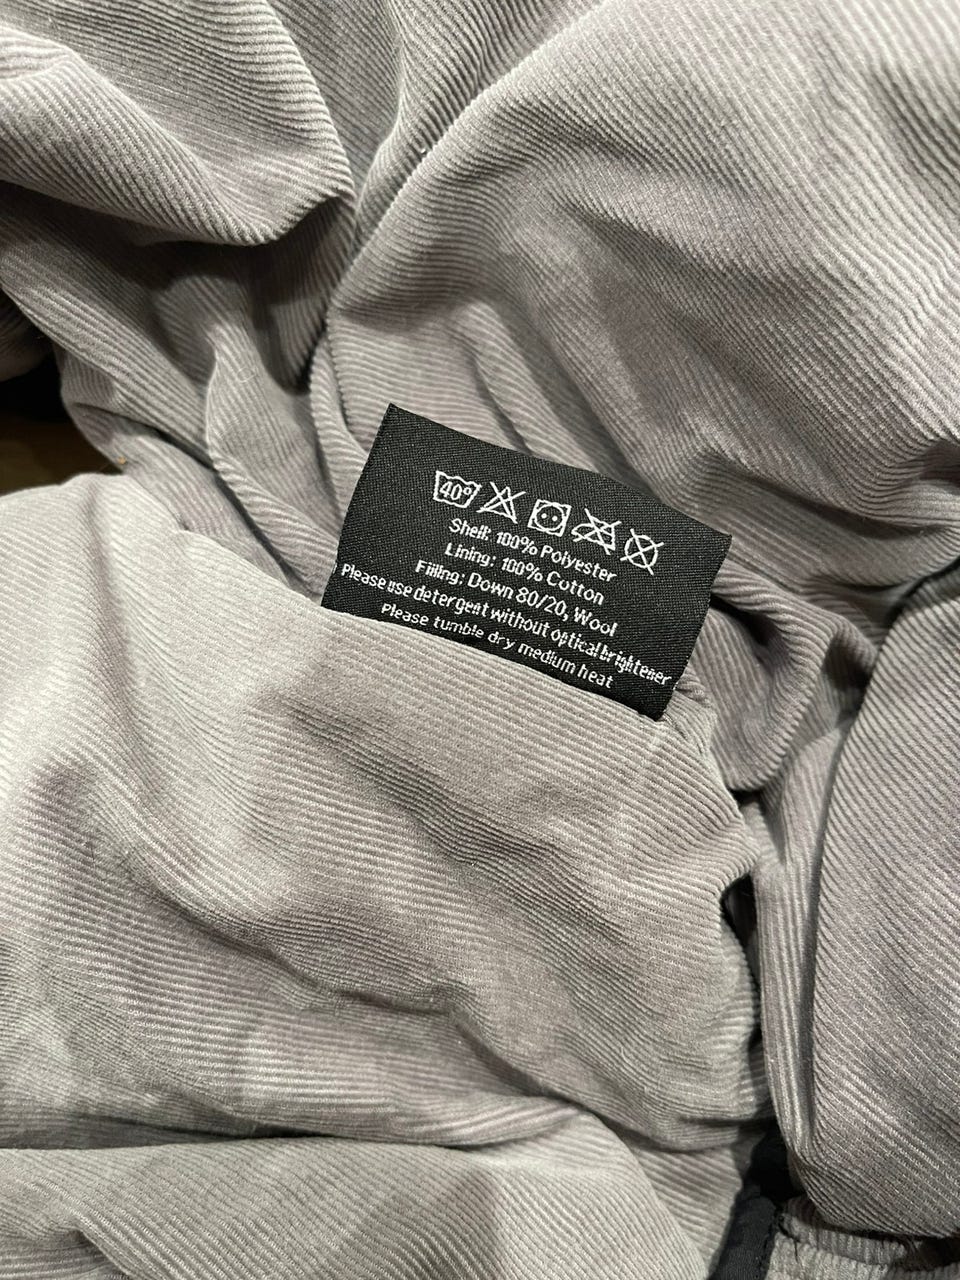 40°
Shell: 100% Polyester
Lining: 100% Cotton
Filling: Down 80/20, Wool
Please use detergent without optical brightener
Please tumble dry medium heat